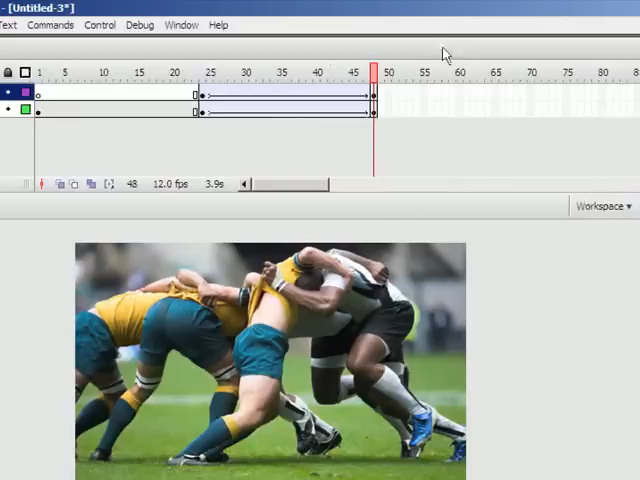 - [Untitled-3*]
Text Commands Control Debug Window Help
1 5 10 15 20 25 30 35 40 45 50 55 60 65 70 75 80 85
48 12.0 fps 3.9s
Workspace